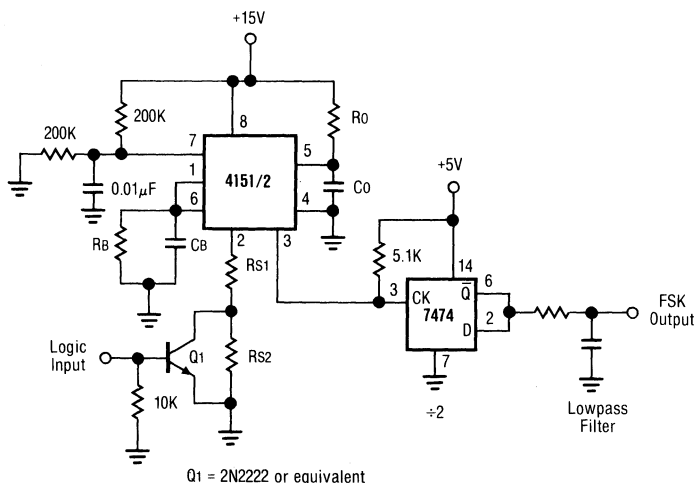 +15V
200K
8
RO
200K
7
5
+5V
1
4151/2
0.01μF
CO
6
4
RB
CB
2
3
5.1K
14
RS1
3
CK
Q̅
6
FSK
Output
7474
D
2
Logic
Input
Q1
RS2
7
10K
÷2
Lowpass
Filter
Q1 = 2N2222 or equivalent